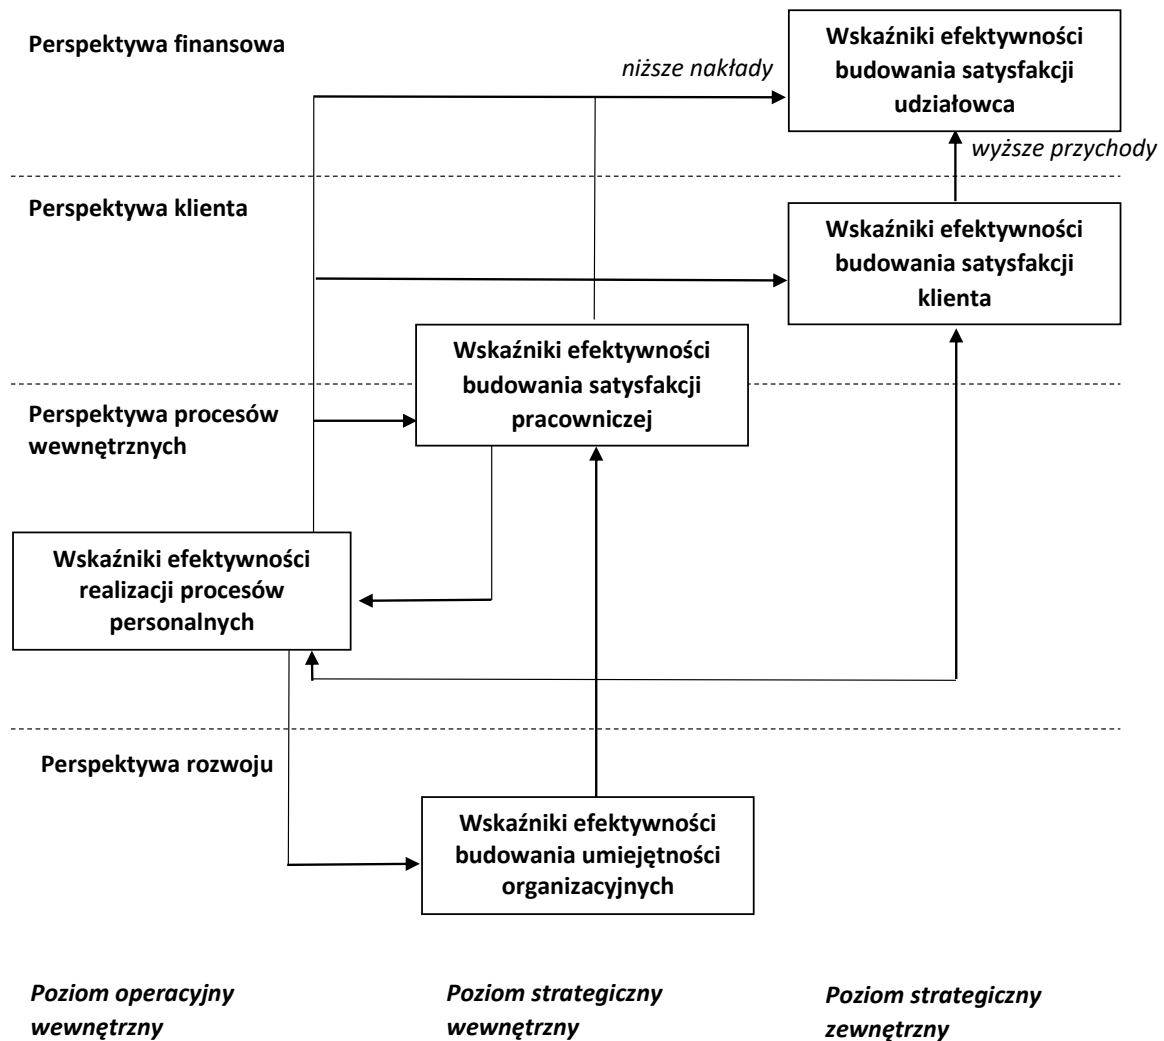 Perspektywa finansowa
Wskaźniki efektywności
budowania satysfakcji
udziałowca
niższe nakłady
wyższe przychody
Perspektywa klienta
Wskaźniki efektywności
budowania satysfakcji
klienta
Wskaźniki efektywności
budowania satysfakcji
pracowniczej
Perspektywa procesów
wewnętrznych
Wskaźniki efektywności
realizacji procesów
personalnych
Perspektywa rozwoju
Wskaźniki efektywności
budowania umiejętności
organizacyjnych
Poziom operacyjny
wewnętrzny
Poziom strategiczny
wewnętrzny
Poziom strategiczny
zewnętrzny